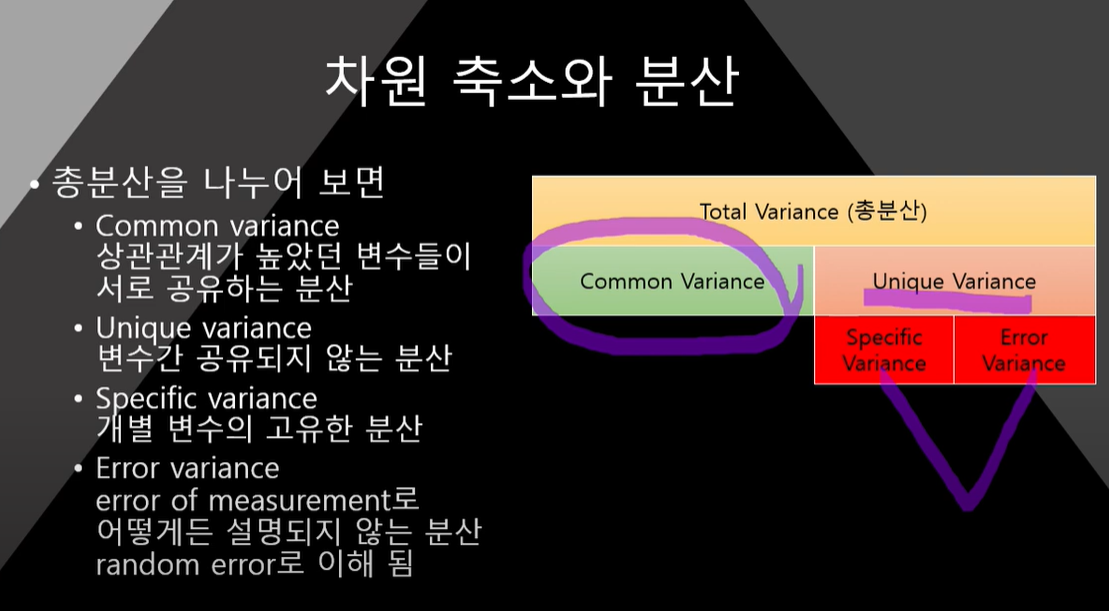 차원 축소와 분산
• 총분산을 나누어 보면
• Common variance
상관관계가 높았던 변수들이
서로 공유하는 분산
• Unique variance
변수간 공유되지 않는 분산
• Specific variance
개별 변수의 고유한 분산
• Error variance
error of measurement로
어떻게든 설명되지 않는 분산
random error로 이해 됨
Total Variance (총분산)
Common Variance
Unique Variance
Specific
Variance
Error
Variance